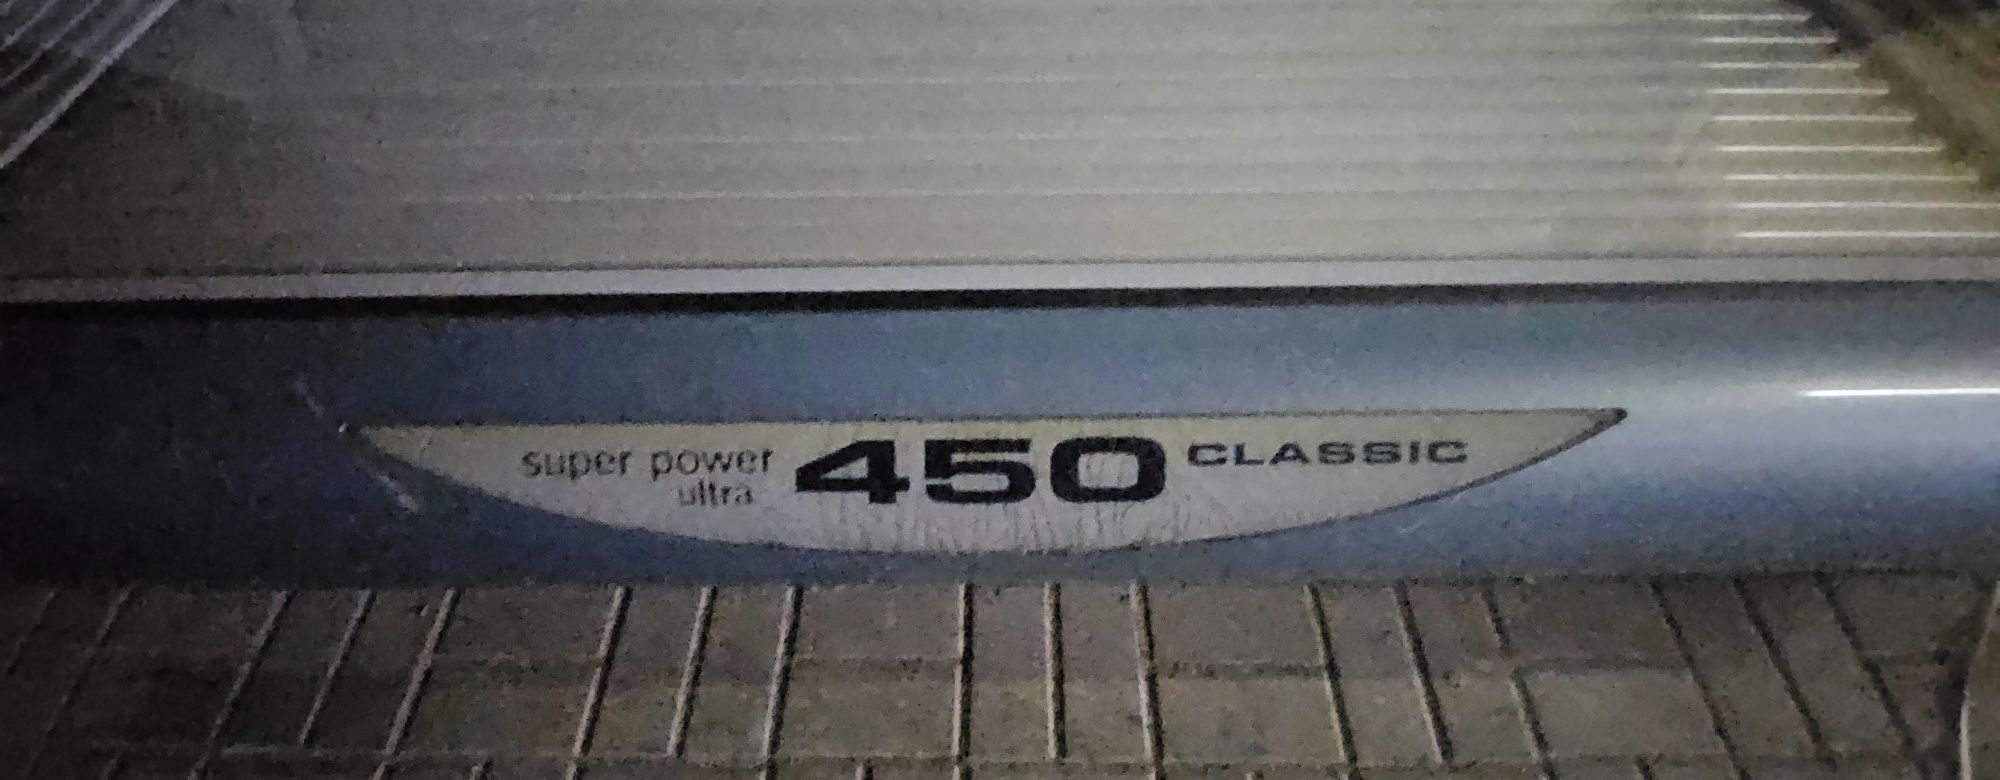 super power 450 CLASSIC
ultra